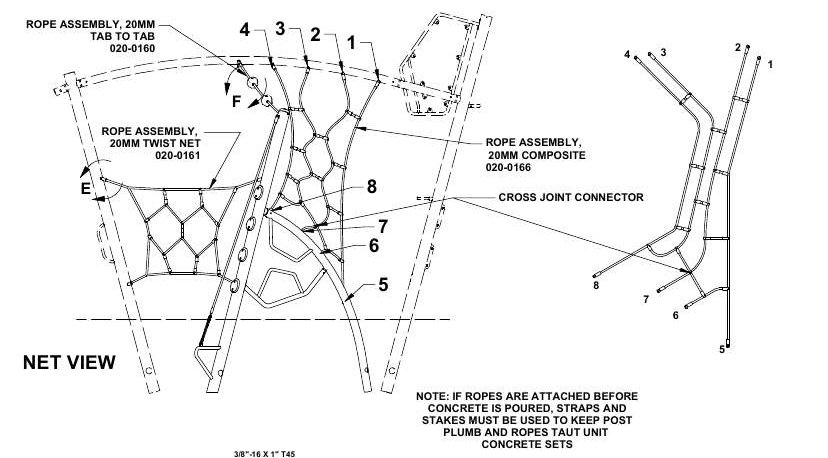 ROPE ASSEMBLY, 20MM
TAB TO TAB
020-0160
4
3
2
1
F
ROPE ASSEMBLY,
20MM TWIST NET
020-0161
E
ROPE ASSEMBLY,
20MM COMPOSITE
020-0166
CROSS JOINT CONNECTOR
8
7
6
5
4
3
2
1
8
7
6
5
NET VIEW
NOTE: IF ROPES ARE ATTACHED BEFORE
CONCRETE IS POURED, STRAPS AND
STAKES MUST BE USED TO KEEP POST
PLUMB AND ROPES TAUT UNIT
CONCRETE SETS
3/8"-16 X 1" T45